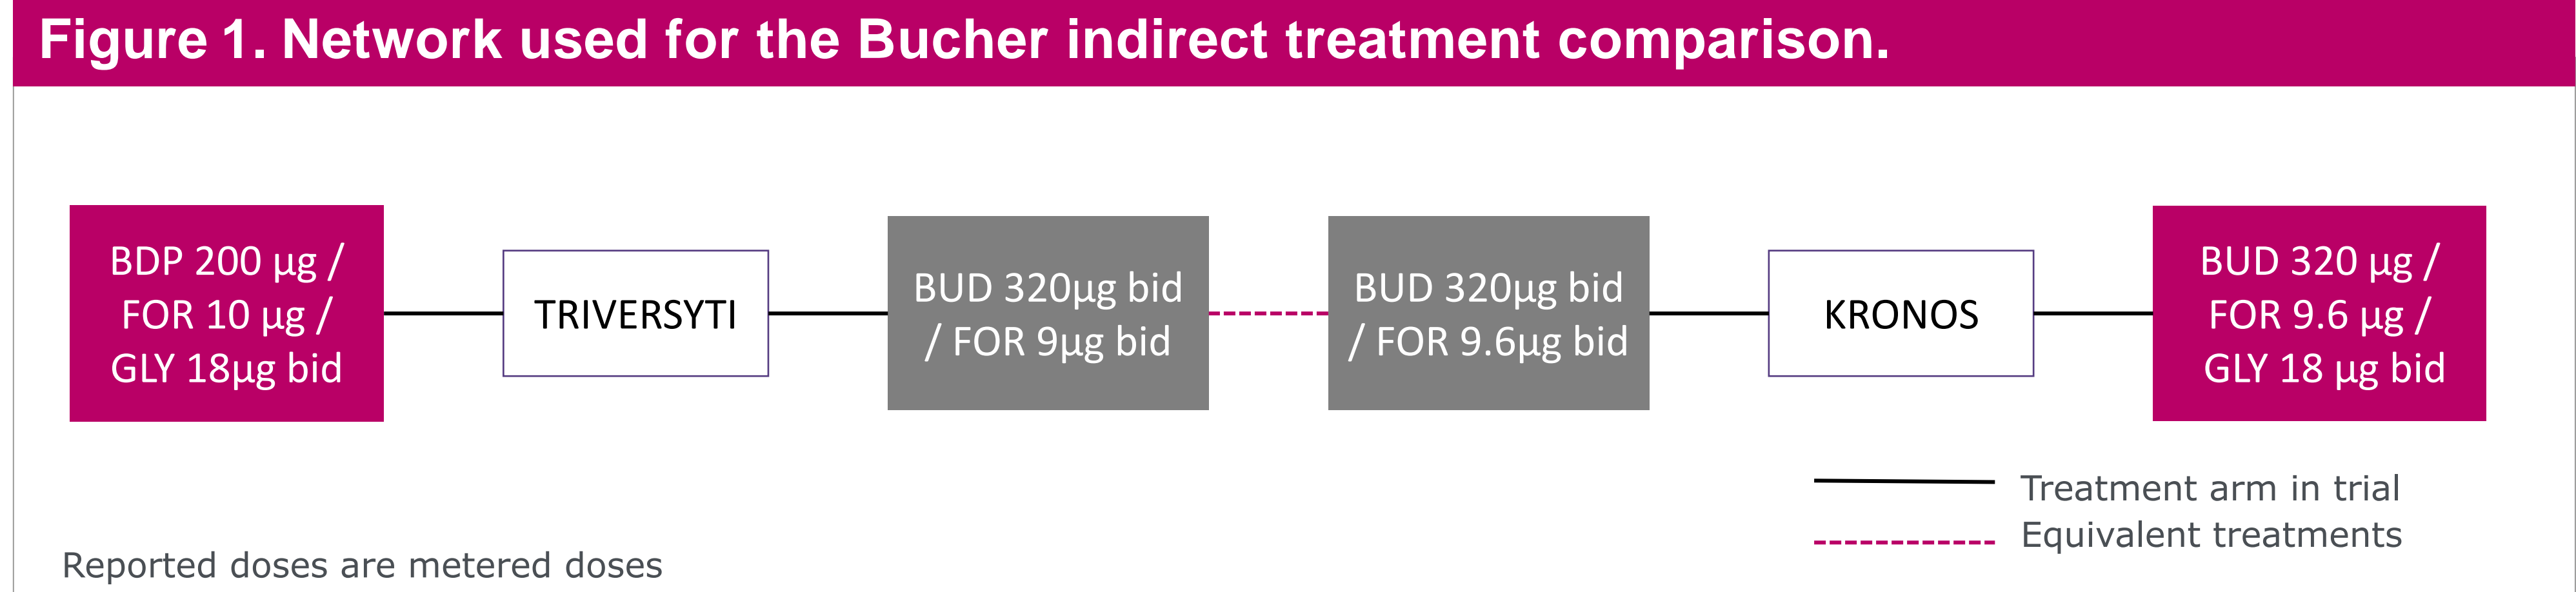 Figure 1. Network used for the Bucher indirect treatment comparison.
BDP 200 µg /
FOR 10 µg /
GLY 18µg bid
TRIVERSYTI
BUD 320µg bid
/ FOR 9µg bid
BUD 320µg bid
/ FOR 9.6µg bid
KRONOS
BUD 320 µg /
FOR 9.6 µg /
GLY 18 µg bid
Treatment arm in trial
Equivalent treatments
Reported doses are metered doses